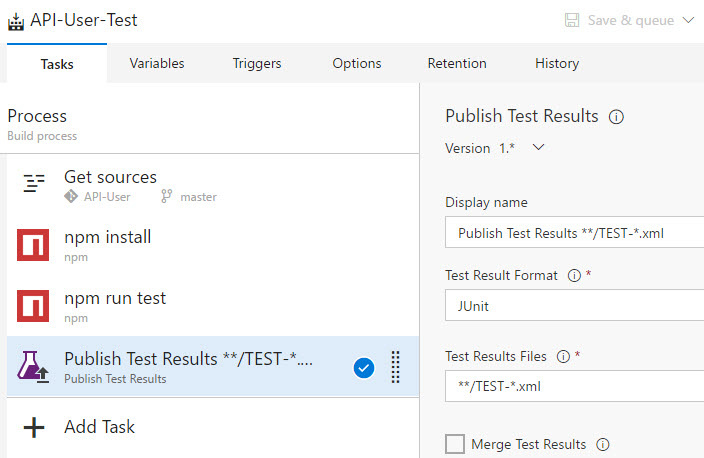 API-User-Test
Save & queue
Tasks
Variables
Triggers
Options
Retention
History
Process
Build process
Get sources
API-User
master
npm install
npm
npm run test
npm
Publish Test Results **/TEST-*....
Publish Test Results
Add Task
Publish Test Results
Version 1.*
Display name
Publish Test Results **/TEST-*.xml
Test Result Format *
JUnit
Test Results Files *
**/TEST-*.xml
Merge Test Results